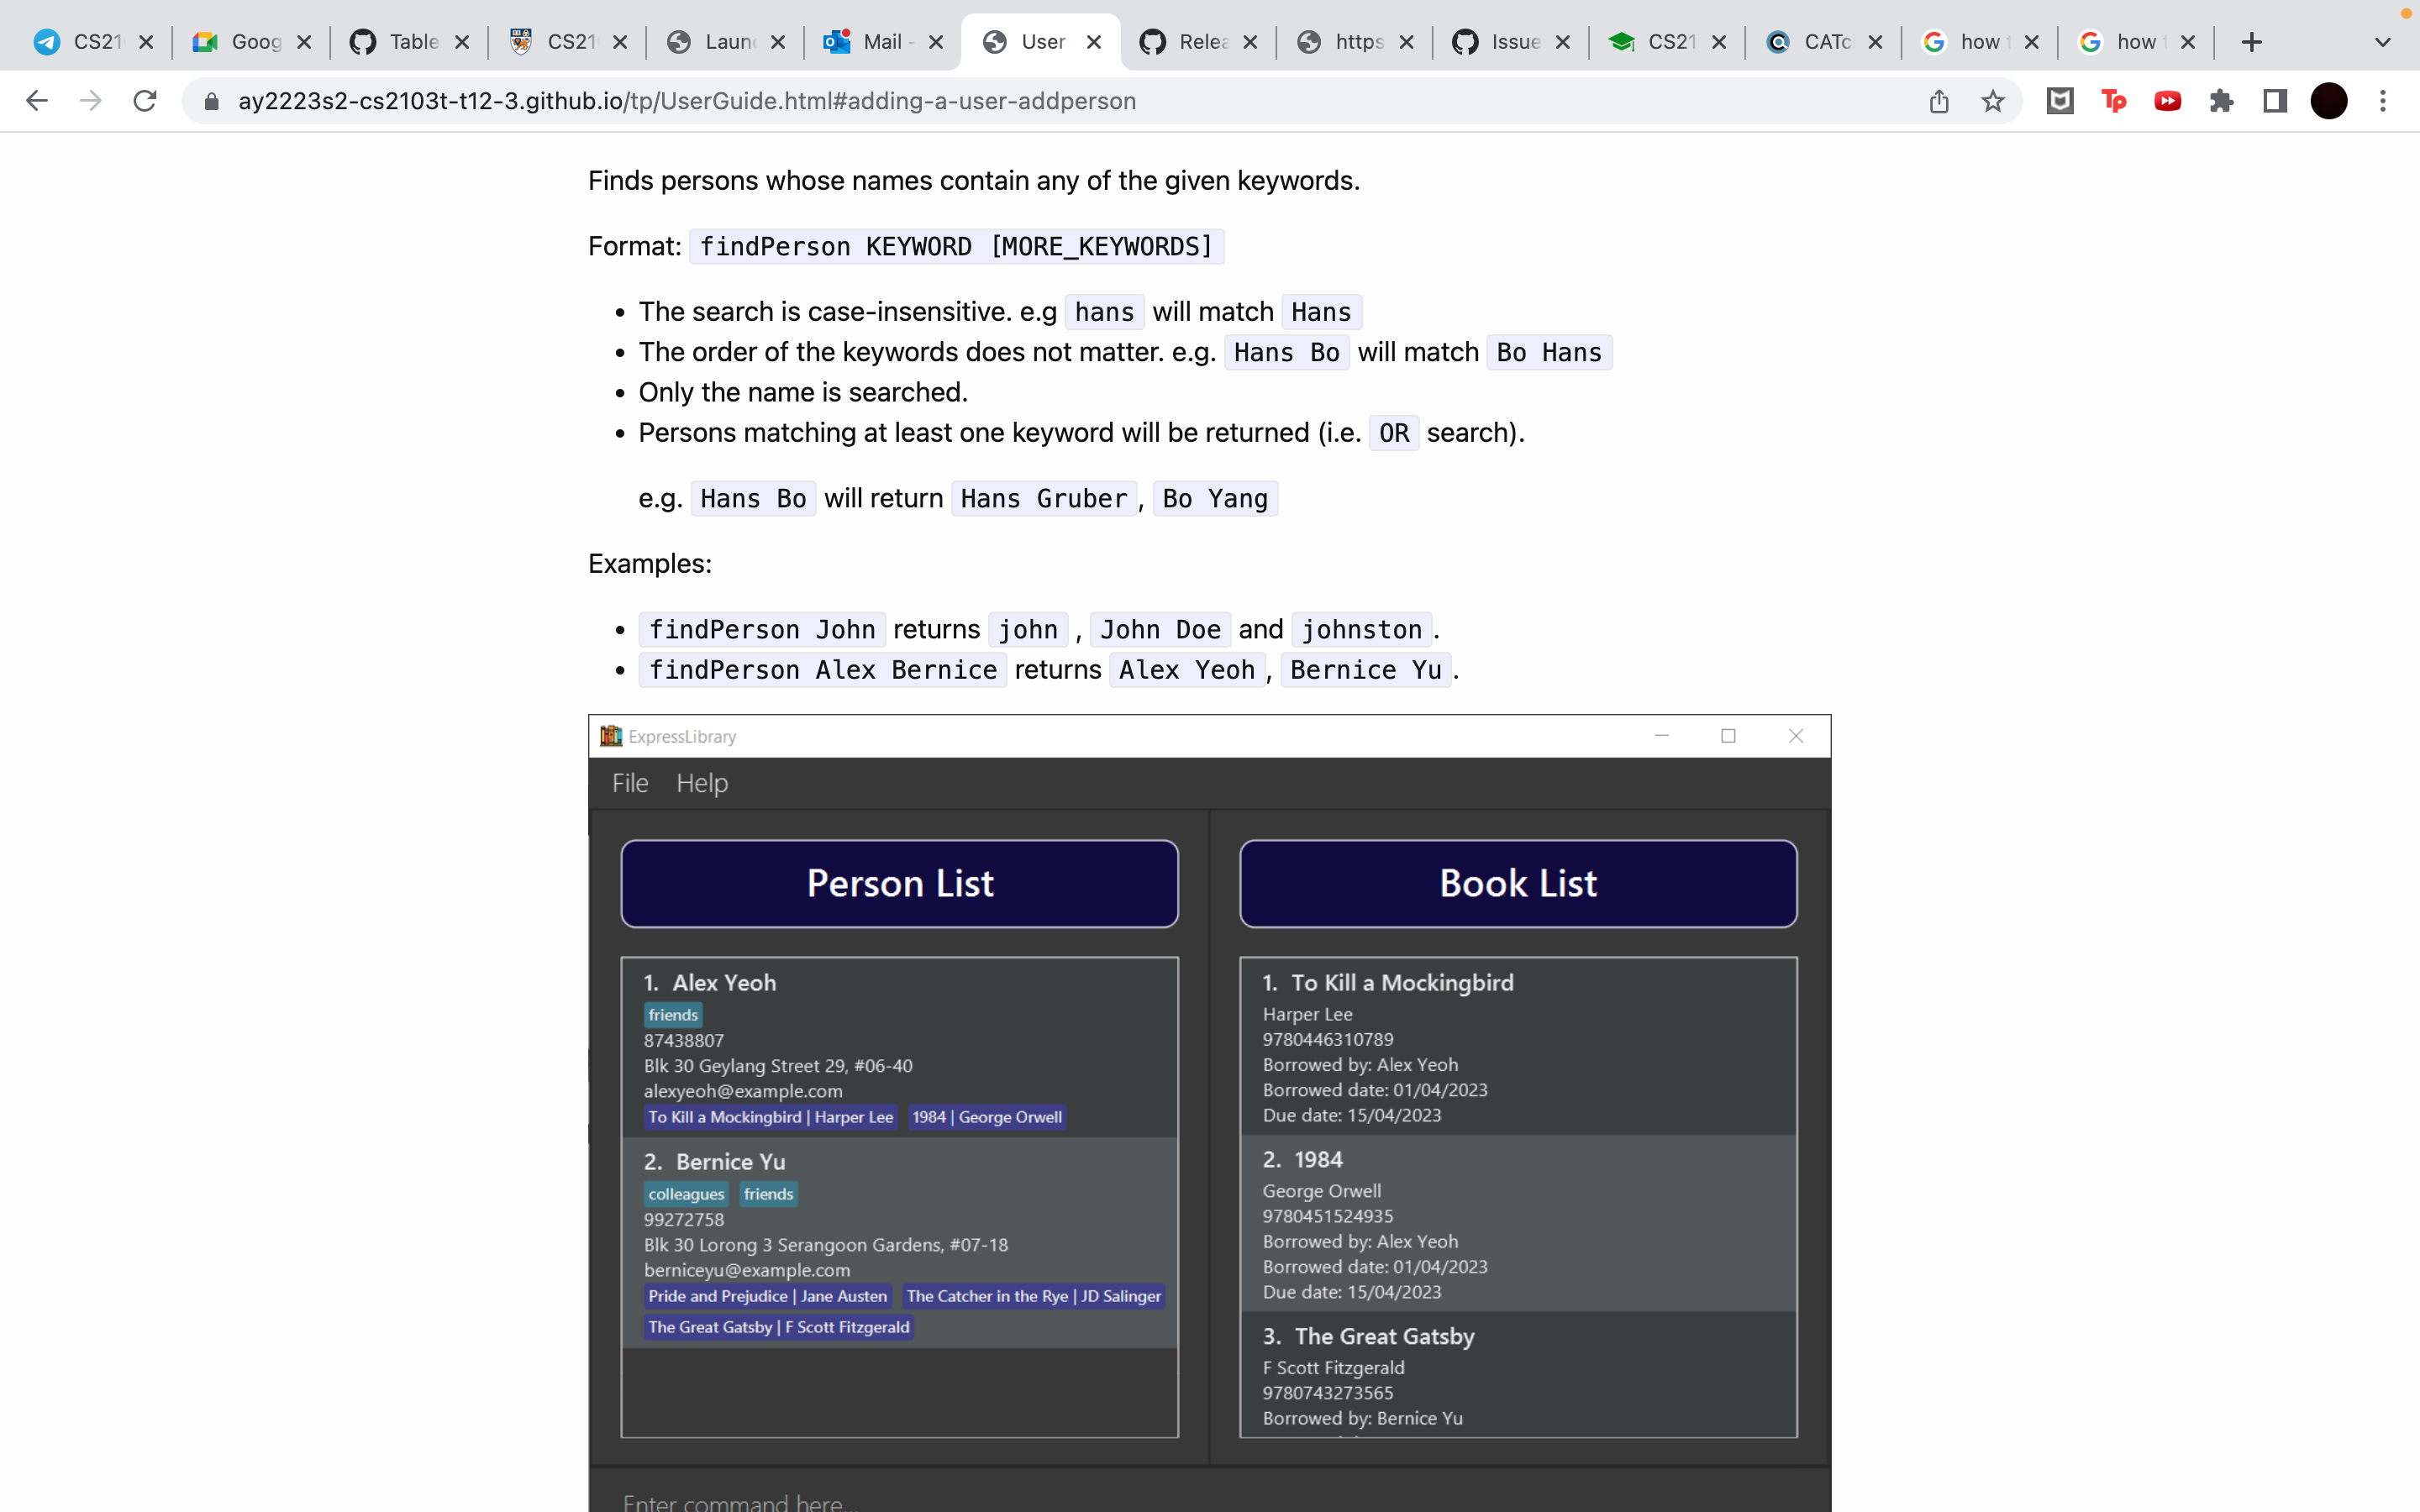 CS21 Goog Table CS21 Laun Mail - User Relea https Issue CS21 CATc how how
ay2223s2-cs2103t-t12-3.github.io/tp/UserGuide.html#adding-a-user-addperson
Finds persons whose names contain any of the given keywords.
Format: findPerson KEYWORD [MORE_KEYWORDS]
• The search is case-insensitive. e.g hans will match Hans
• The order of the keywords does not matter. e.g. Hans Bo will match Bo Hans
• Only the name is searched.
• Persons matching at least one keyword will be returned (i.e. OR search).
e.g. Hans Bo will return Hans Gruber, Bo Yang
Examples:
• findPerson John returns john , John Doe and johnston.
• findPerson Alex Bernice returns Alex Yeoh, Bernice Yu.
ExpressLibrary
File Help
Person List
1. Alex Yeoh
friends
87438807
Blk 30 Geylang Street 29, #06-40
alexyeoh@example.com
To Kill a Mockingbird | Harper Lee 1984 | George Orwell
2. Bernice Yu
colleagues friends
99272758
Blk 30 Lorong 3 Serangoon Gardens, #07-18
berniceyu@example.com
Pride and Prejudice | Jane Austen The Catcher in the Rye | JD Salinger
The Great Gatsby | F Scott Fitzgerald
Book List
1. To Kill a Mockingbird
Harper Lee
9780446310789
Borrowed by: Alex Yeoh
Borrowed date: 01/04/2023
Due date: 15/04/2023
2. 1984
George Orwell
9780451524935
Borrowed by: Alex Yeoh
Borrowed date: 01/04/2023
Due date: 15/04/2023
3. The Great Gatsby
F Scott Fitzgerald
9780743273565
Borrowed by: Bernice Yu
Enter command here...